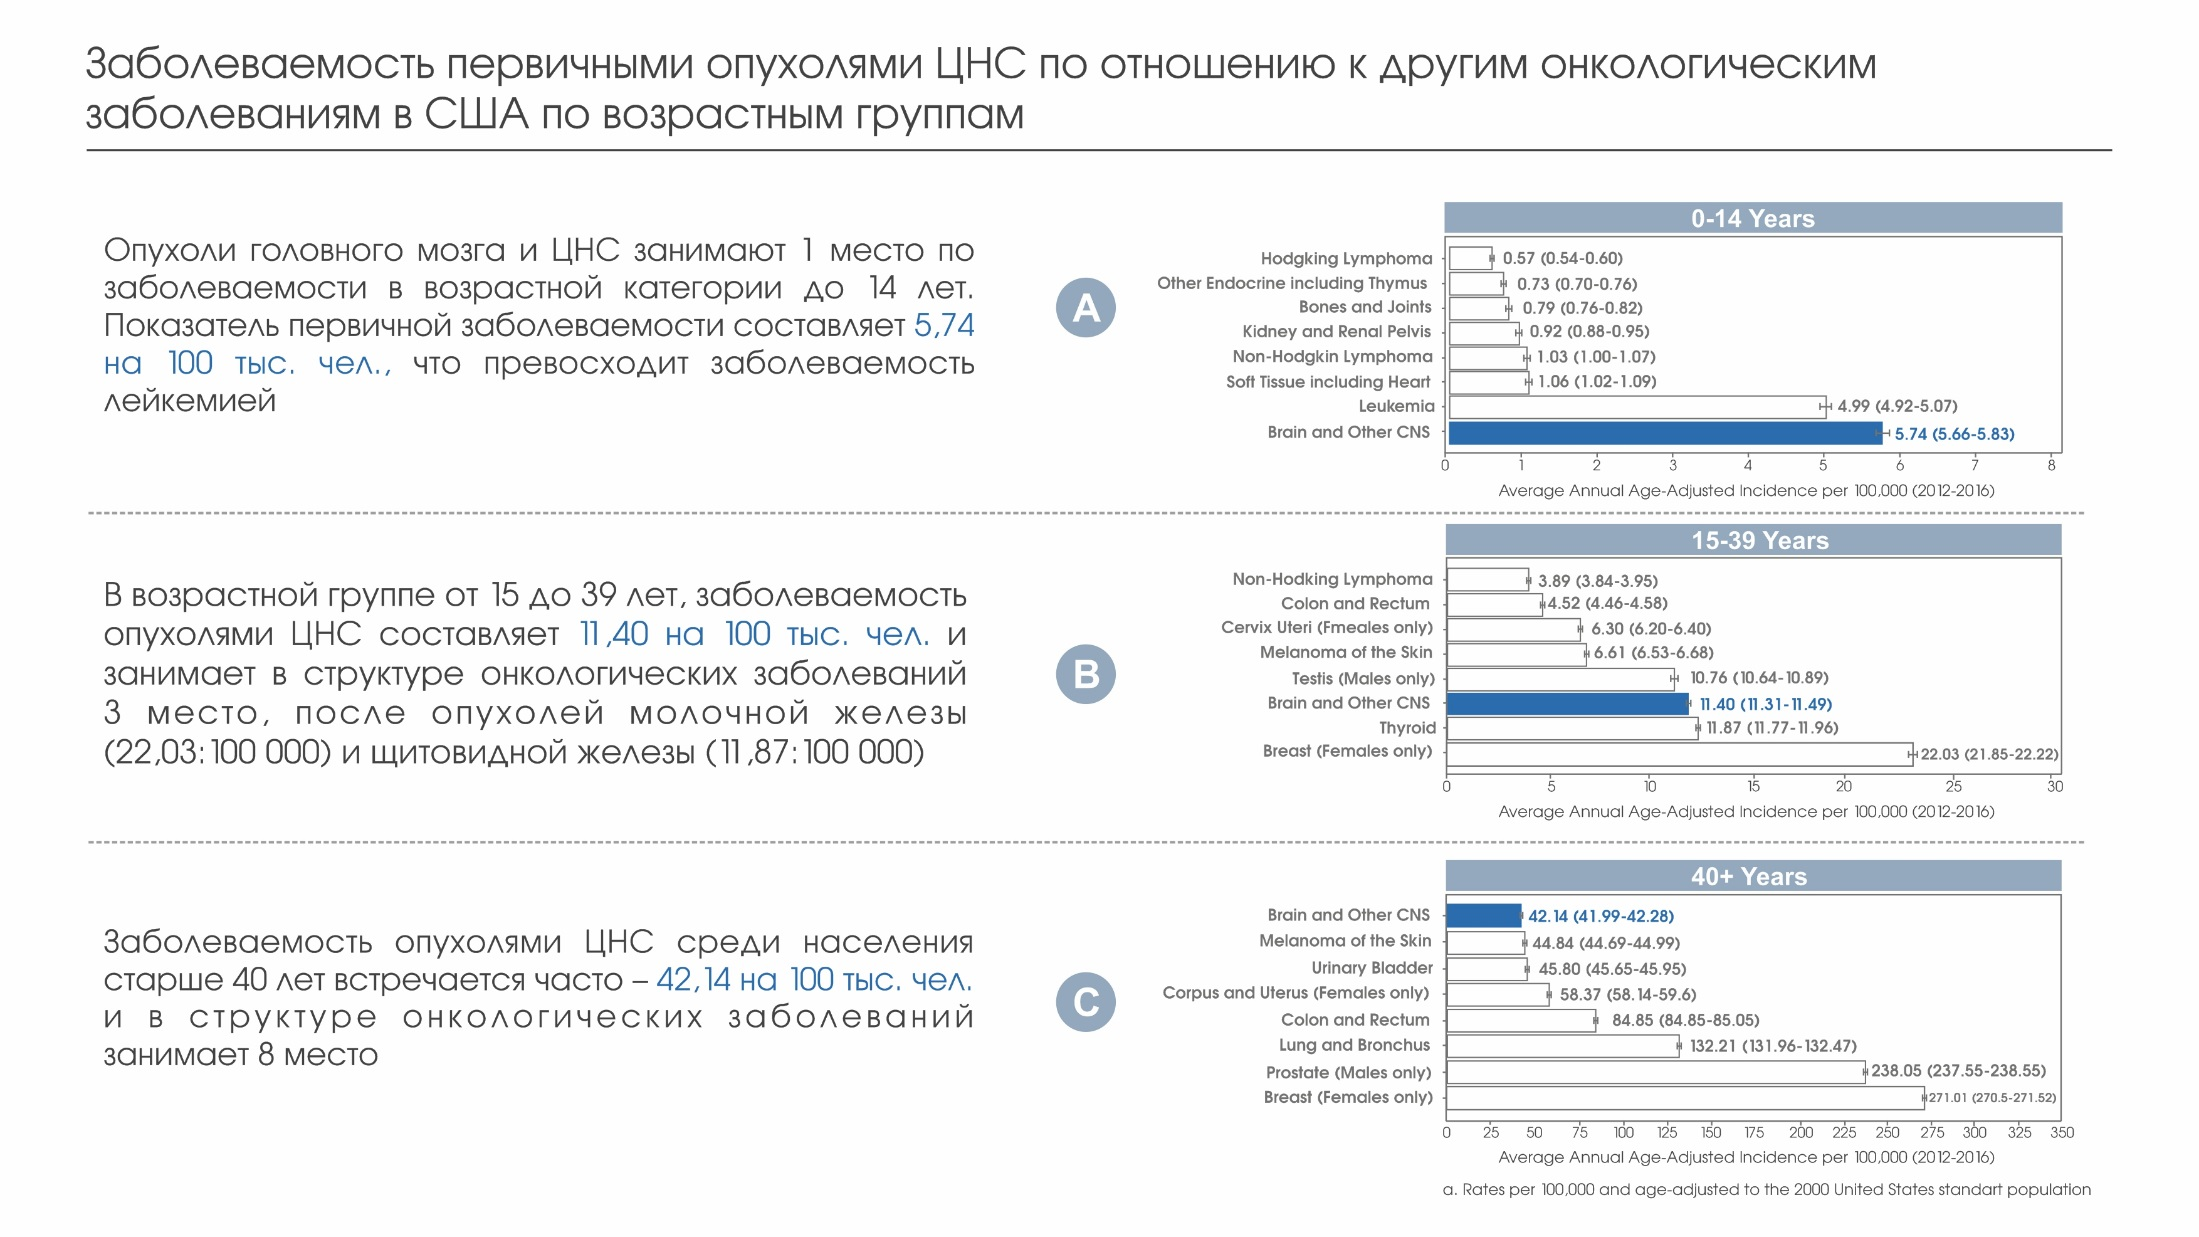 Заболеваемость первичными опухолями ЦНС по отношению к другим онкологическим
заболеваниям в США по возрастным группам
Опухоли головного мозга и ЦНС занимают 1 место по
заболеваемости в возрастной категории до 14 лет.
Показатель первичной заболеваемости составляет 5,74
на 100 тыс. чел., что превосходит заболеваемость
лейкемией
A
0-14 Years
Hodgking Lymphoma 0.57 (0.54-0.60)
Other Endocrine including Thymus 0.73 (0.70-0.76)
Bones and Joints 0.79 (0.76-0.82)
Kidney and Renal Pelvis 0.92 (0.88-0.95)
Non-Hodgkin Lymphoma 1.03 (1.00-1.07)
Soft Tissue including Heart 1.06 (1.02-1.09)
Leukemia 4.99 (4.92-5.07)
Brain and Other CNS 5.74 (5.66-5.83)
0 1 2 3 4 5 6 7 8
Average Annual Age-Adjusted Incidence per 100,000 (2012-2016)
В возрастной группе от 15 до 39 лет, заболеваемость
опухолями ЦНС составляет 11,40 на 100 тыс. чел. и
занимает в структуре онкологических заболеваний
3 место, после опухолей молочной железы
(22,03:100 000) и щитовидной железы (11,87:100 000)
B
15-39 Years
Non-Hodking Lymphoma 3.89 (3.84-3.95)
Colon and Rectum 4.52 (4.46-4.58)
Cervix Uteri (Fmeales only) 6.30 (6.20-6.40)
Melanoma of the Skin 6.61 (6.53-6.68)
Testis (Males only) 10.76 (10.64-10.89)
Brain and Other CNS 11.40 (11.31-11.49)
Thyroid 11.87 (11.77-11.96)
Breast (Females only) 22.03 (21.85-22.22)
0 5 10 15 20 25 30
Average Annual Age-Adjusted Incidence per 100,000 (2012-2016)
Заболеваемость опухолями ЦНС среди населения
старше 40 лет встречается часто – 42,14 на 100 тыс. чел.
и в структуре онкологических заболеваний
занимает 8 место
C
40+ Years
Brain and Other CNS 42.14 (41.99-42.28)
Melanoma of the Skin 44.84 (44.69-44.99)
Urinary Bladder 45.80 (45.65-45.95)
Corpus and Uterus (Females only) 58.37 (58.14-59.6)
Colon and Rectum 84.85 (84.85-85.05)
Lung and Bronchus 132.21 (131.96-132.47)
Prostate (Males only) 238.05 (237.55-238.55)
Breast (Females only) 271.01 (270.5-271.52)
0 25 50 75 100 125 150 175 200 225 250 275 300 325 350
Average Annual Age-Adjusted Incidence per 100,000 (2012-2016)
a. Rates per 100,000 and age-adjusted to the 2000 United States standart population